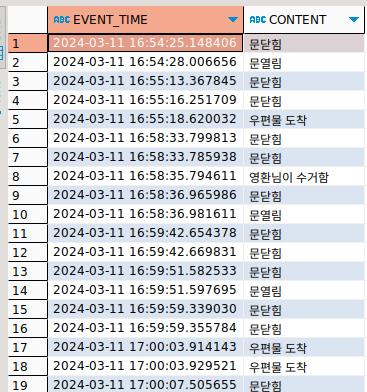 ABC EVENT_TIME ABC CONTENT
1 2024-03-11 16:54:25.148406 문닫힘
2 2024-03-11 16:54:28.006656 문열림
3 2024-03-11 16:55:13.367845 문닫힘
4 2024-03-11 16:55:16.251709 문닫힘
5 2024-03-11 16:55:18.620032 우편물 도착
6 2024-03-11 16:58:33.799813 문닫힘
7 2024-03-11 16:58:33.785938 문닫힘
8 2024-03-11 16:58:35.794611 영환님이 수거함
9 2024-03-11 16:58:36.965986 문닫힘
10 2024-03-11 16:58:36.981611 문열림
11 2024-03-11 16:59:42.654378 문닫힘
12 2024-03-11 16:59:42.669831 문닫힘
13 2024-03-11 16:59:51.582533 문닫힘
14 2024-03-11 16:59:51.597695 문열림
15 2024-03-11 16:59:59.339030 문닫힘
16 2024-03-11 16:59:59.355784 문닫힘
17 2024-03-11 17:00:03.914143 우편물 도착
18 2024-03-11 17:00:03.929521 우편물 도착
19 2024-03-11 17:00:07.505655 문닫힘